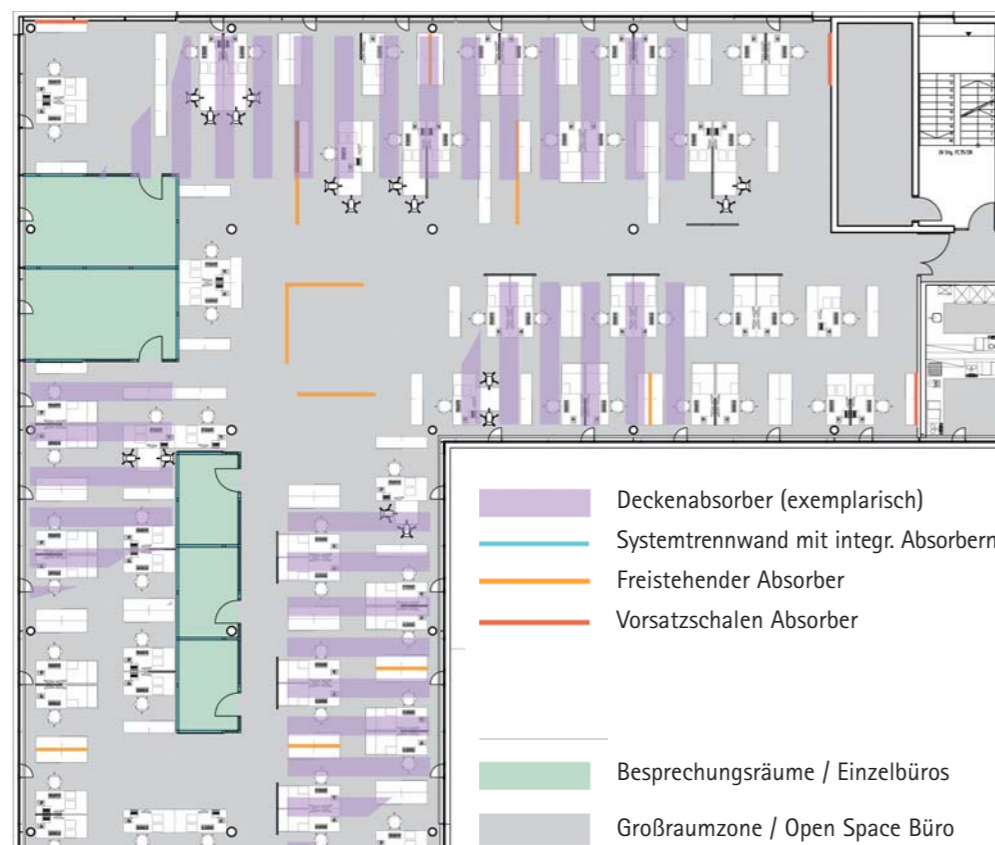 Deckenabsorber (exemplarisch)
Systemtrennwand mit integr. Absorbern
Freistehender Absorber
Vorsatzschalen Absorber
Besprechungsräume / Einzelbüros
Großraumzone / Open Space Büro